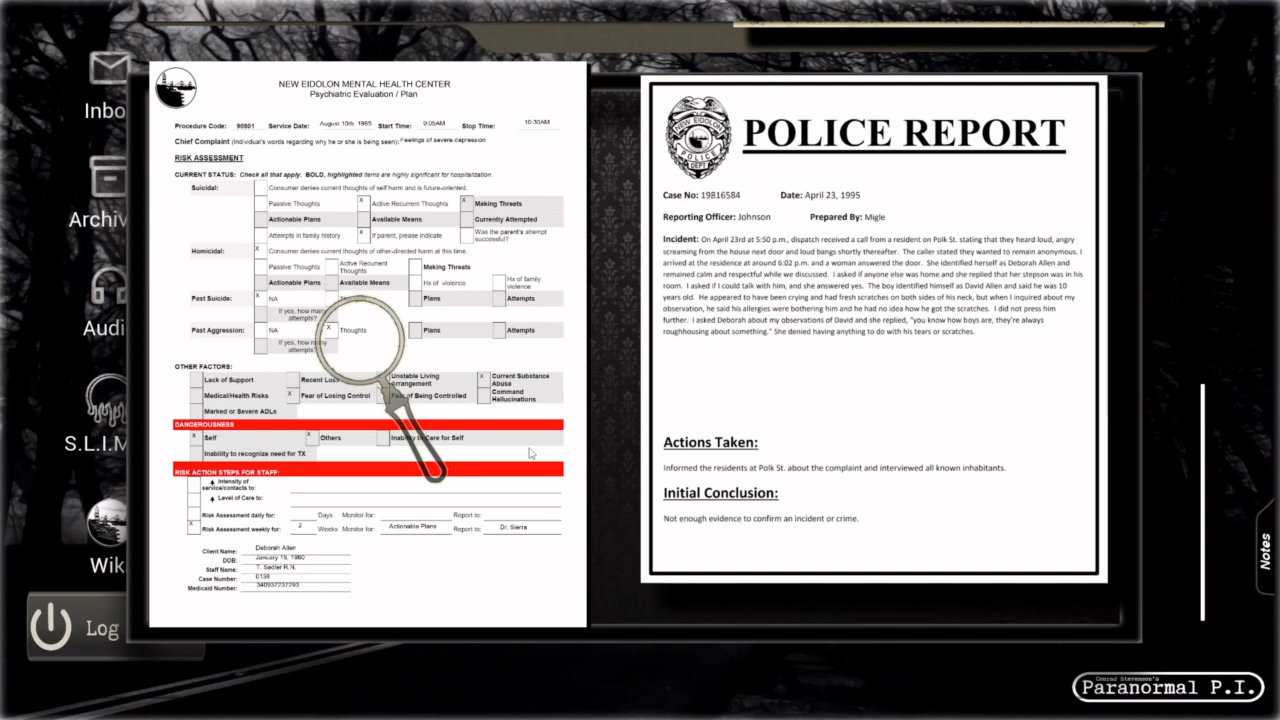 Inbo
Archiv
Audi
S.L.I.M
Wik
Log
NEW EIDOLON MENTAL HEALTH CENTER
Psychiatric Evaluation / Plan
Procedure Code: 90801 Service Date: August 10th, 1995 Start Time: 9:05AM Stop Time: 10:30AM
Chief Complaint (Individual's words regarding why he or she is being seen): Feelings of severe depression
RISK ASSESSMENT
CURRENT STATUS: Check all that apply. BOLD, highlighted items are highly significant for hospitalization.
Suicidal: Consumer denies current thoughts of self harm and is future-oriented.
Passive Thoughts X Active Recurrent Thoughts X Making Threats
Actionable Plans Available Means Currently Attempted
Attempts in family history X If parent, please indicate Was the parent's attempt
successful?
Homicidal: X Consumer denies current thoughts of other-directed harm at this time.
Passive Thoughts Active Recurrent
Thoughts Making Threats
Actionable Plans Available Means Hx of violence Hx of family
violence
Past Suicide: X NA Plans Attempts
If yes, how many
attempts?
Past Aggression: NA X Thoughts Plans Attempts
If yes, how many
attempts?
OTHER FACTORS:
Lack of Support Recent Loss Unstable Living
Arrangement X Current Substance
Abuse
Medical/Health Risks X Fear of Losing Control Fear of Being Controlled Command
Hallucinations
Marked or Severe ADLs
DANGEROUSNESS
X Self X Others Inability to Care for Self
Inability to recognize need for TX
RISK ACTION STEPS FOR STAFF:
Intensity of
service/contacts to:
Level of Care to:
Risk Assessment daily for: Days Monitor for: Report to:
X Risk Assessment weekly for: 2 Weeks Monitor for: Actionable Plans Report to: Dr. Sierra
Client Name: Deborah Allen
DOB: January 15, 1960
Staff Name: T. Sadler R.N.
Case Number: 0138
Medicaid Number: 340937237293
NEW EIDOLON
POLICE
DEPT
POLICE REPORT
Case No: 19816584 Date: April 23, 1995
Reporting Officer: Johnson Prepared By: Migle
Incident: On April 23rd at 5:50 p.m., dispatch received a call from a resident on Polk St. stating that they heard loud, angry
screaming from the house next door and loud bangs shortly thereafter. The caller stated they wanted to remain anonymous. I
arrived at the residence at around 6:02 p.m. and a woman answered the door. She identified herself as Deborah Allen and
remained calm and respectful while we discussed. I asked if anyone else was home and she replied that her stepson was in his
room. I asked if I could talk with him, and she answered yes. The boy identified himself as David Allen and said he was 10
years old. He appeared to have been crying and had fresh scratches on both sides of his neck, but when I inquired about my
observation, he said his allergies were bothering him and he had no idea how he got the scratches. I did not press him
further. I asked Deborah about my observations of David and she replied, "you know how boys are, they're always
roughhousing about something." She denied having anything to do with his tears or scratches.
Actions Taken:
Informed the residents at Polk St. about the complaint and interviewed all known inhabitants.
Initial Conclusion:
Not enough evidence to confirm an incident or crime.
Notes
Conrad Stevenson's
Paranormal P.I.